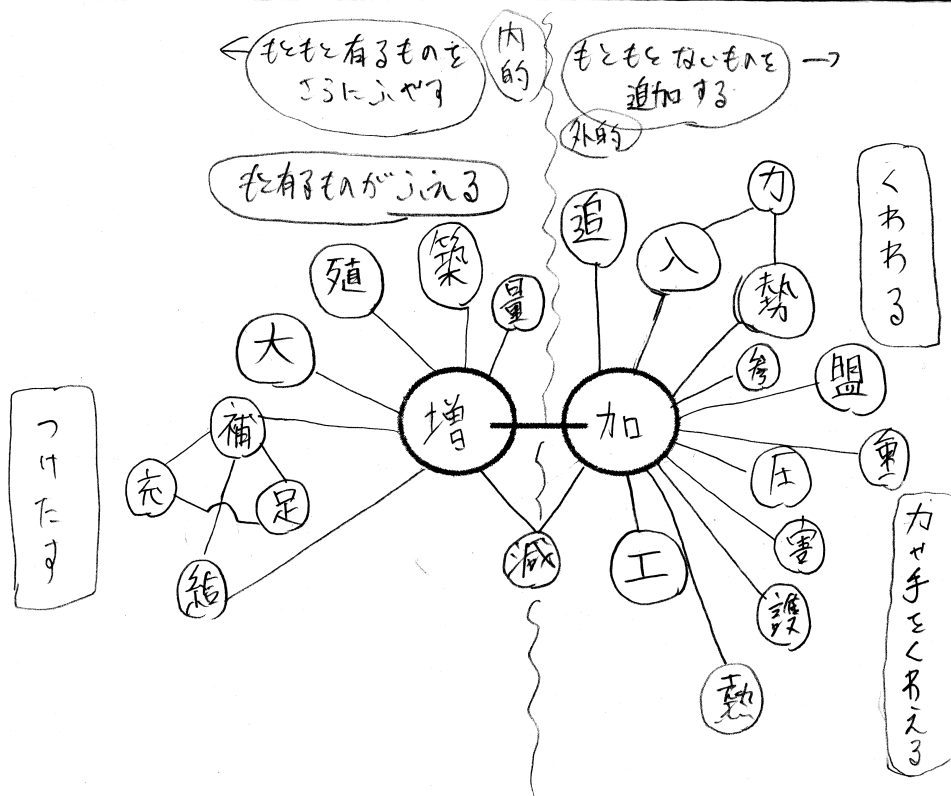 もともと有るものを
さらにふやす
内的
もともとないものを
追加する
外的
もと有るものがふえる
くわわる
つけたす
力や手をくわえる
増
加
築
殖
量
大
補
充
足
結
減
追
入
力
勢
参
盟
重
圧
害
護
熱
工